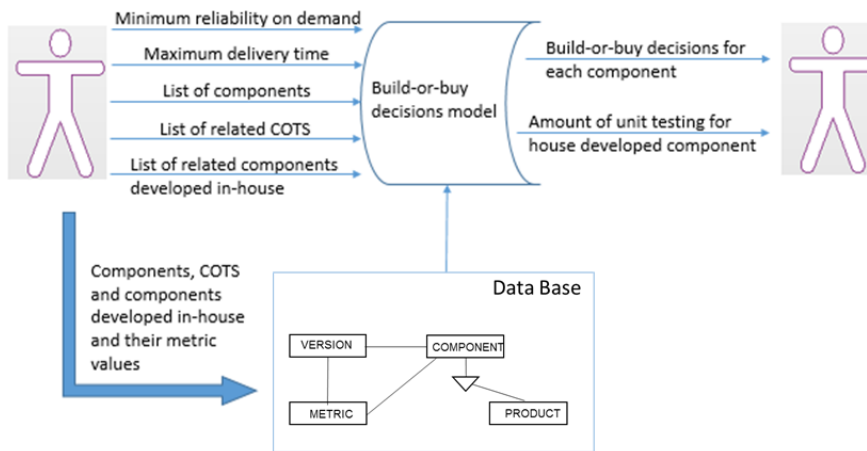 Minimum reliability on demand
Maximum delivery time
List of components
List of related COTS
List of related components
developed in-house
Build-or-buy
decisions model
Build-or-buy decisions for
each component
Amount of unit testing for
house developed component
Components, COTS
and components
developed in-house
and their metric
values
Data Base
VERSION
COMPONENT
METRIC
PRODUCT